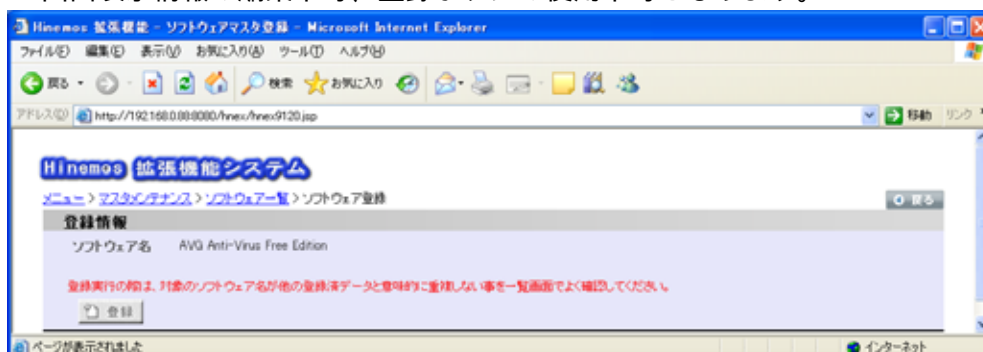 Hinemos 拡張機能 - ソフトウェアマスタ登録 - Microsoft Internet Explorer
ファイル(F) 編集(E) 表示(V) お気に入り(A) ツール(T) ヘルプ(H)
戻る 検索 お気に入り
アドレス(D) http://192.168.0.88:8080/hnex/hnex9120.jsp 移動 リンク
Hinemos 拡張機能システム
メニュー > マスタメンテナンス > ソフトウェア一覧 > ソフトウェア登録 戻る
登録情報
ソフトウェア名 AVG Anti-Virus Free Edition
登録実行の際は、対象のソフトウェア名が他の登録済データと意味的に重複しない事を一覧画面でよく確認してください。
登録
ページが表示されました インターネット